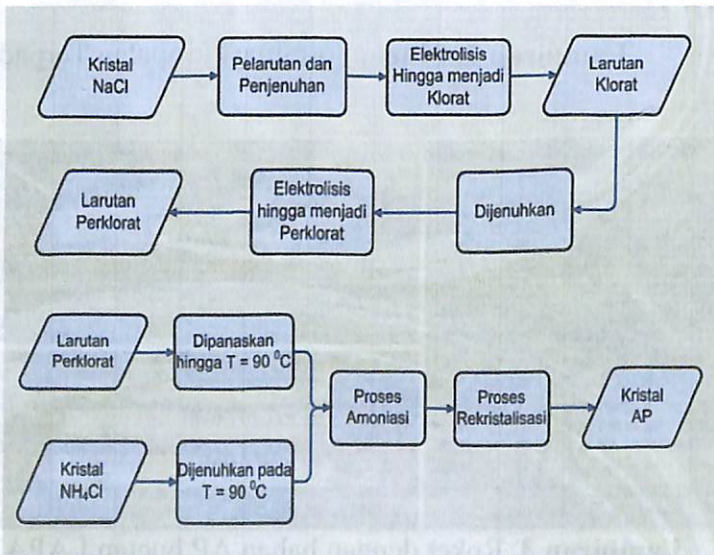 Kristal
NaCl
Pelarutan dan
Penjenuhan
Elektrolisis
Hingga menjadi
Klorat
Larutan
Klorat
Dijenuhkan
Elektrolisis
hingga menjadi
Perklorat
Larutan
Perklorat
Larutan
Perklorat
Dipanaskan
hingga T = 90 ⁰C
Kristal
NH₄Cl
Dijenuhkan pada
T = 90 ⁰C
Proses
Amoniasi
Proses
Rekristalisasi
Kristal
AP